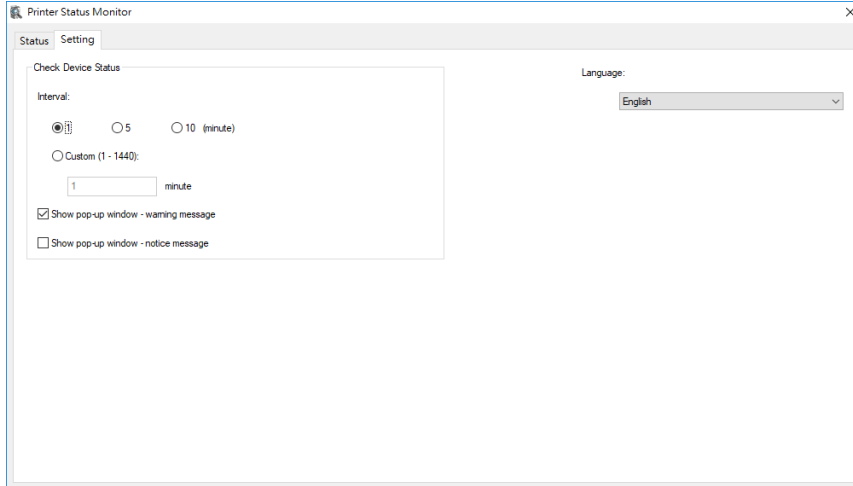 Printer Status Monitor
Status Setting
Check Device Status
Language:
Interval:
English
1 5 10 (minute)
Custom (1 - 1440):
1 minute
Show pop-up window - warning message
Show pop-up window - notice message